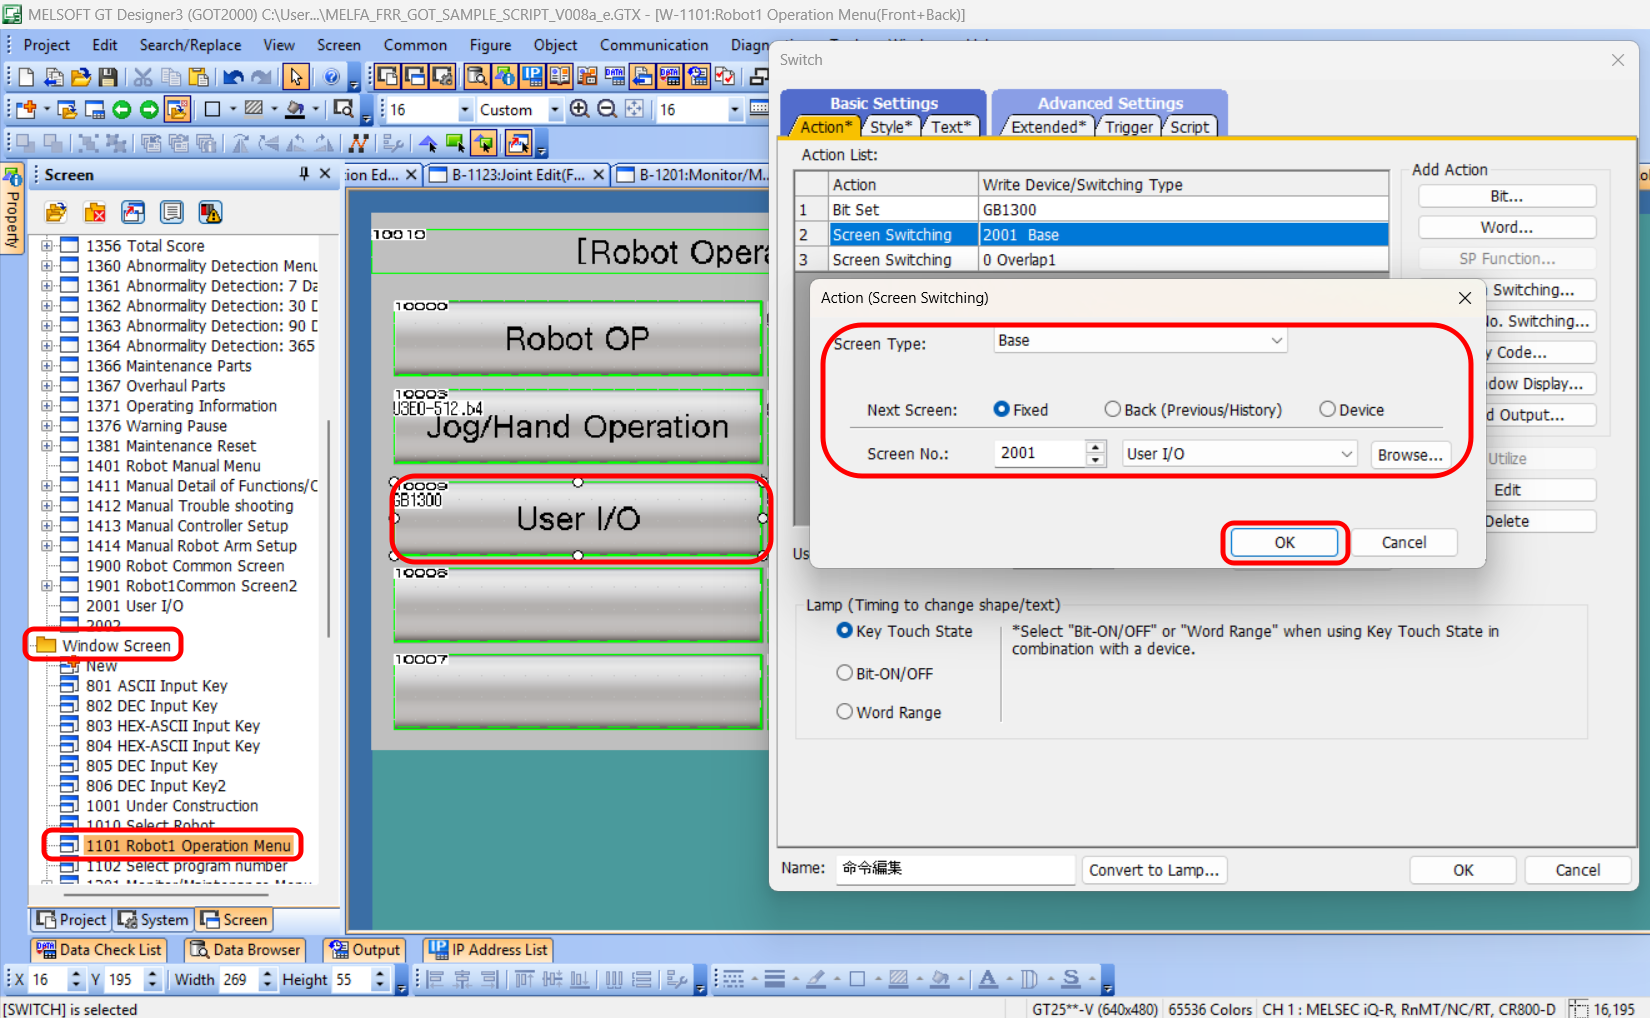 MELSOFT GT Designer3 (GOT2000) C:\User...\MELFA_FRR_GOT_SAMPLE_SCRIPT_V008a_e.GTX - [W-1101:Robot1 Operation Menu(Front+Back)]
Project Edit Search/Replace View Screen Common Figure Object Communication
16 Custom 16
Screen
Property
B-1123:Joint Edit(F...
B-1201:Monitor/M...
1356 Total Score
1360 Abnormality Detection Menu
1361 Abnormality Detection: 7 Da
1362 Abnormality Detection: 30 D
1363 Abnormality Detection: 90 D
1364 Abnormality Detection: 365
1366 Maintenance Parts
1367 Overhaul Parts
1371 Operating Information
1376 Warning Pause
1381 Maintenance Reset
1401 Robot Manual Menu
1411 Manual Detail of Functions/C
1412 Manual Trouble shooting
1413 Manual Controller Setup
1414 Manual Robot Arm Setup
1900 Robot Common Screen
1901 Robot1Common Screen2
2001 User I/O
2002
Window Screen
New
801 ASCII Input Key
802 DEC Input Key
803 HEX-ASCII Input Key
804 HEX-ASCII Input Key
805 DEC Input Key
806 DEC Input Key2
1001 Under Construction
1010 Select Robot
1101 Robot1 Operation Menu
1102 Select program number
1201 Monitor/Maintenance Menu
Project System Screen
10010
[Robot Opera
10000
Robot OP
10003
U3E0-512.b4
Jog/Hand Operation
10009
GB1300
User I/O
10008
10007
Switch
Basic Settings
Advanced Settings
Action* Style* Text* Extended* Trigger Script
Action List:
Action Write Device/Switching Type
1 Bit Set GB1300
2 Screen Switching 2001 Base
3 Screen Switching 0 Overlap1
Add Action
Bit...
Word...
SP Function...
Switching...
No. Switching...
y Code...
dow Display...
d Output...
Utilize
Edit
Delete
Action (Screen Switching)
Screen Type: Base
Next Screen: Fixed Back (Previous/History) Device
Screen No.: 2001 User I/O Browse...
OK Cancel
Us
Lamp (Timing to change shape/text)
Key Touch State
Bit-ON/OFF
Word Range
*Select "Bit-ON/OFF" or "Word Range" when using Key Touch State in
combination with a device.
Name: 命令編集 Convert to Lamp... OK Cancel
Data Check List Data Browser Output IP Address List
X 16 Y 195 Width 269 Height 55
[SWITCH] is selected
GT25**-V (640x480) 65536 Colors CH 1 : MELSEC iQ-R, RnMT/NC/RT, CR800-D 16,195